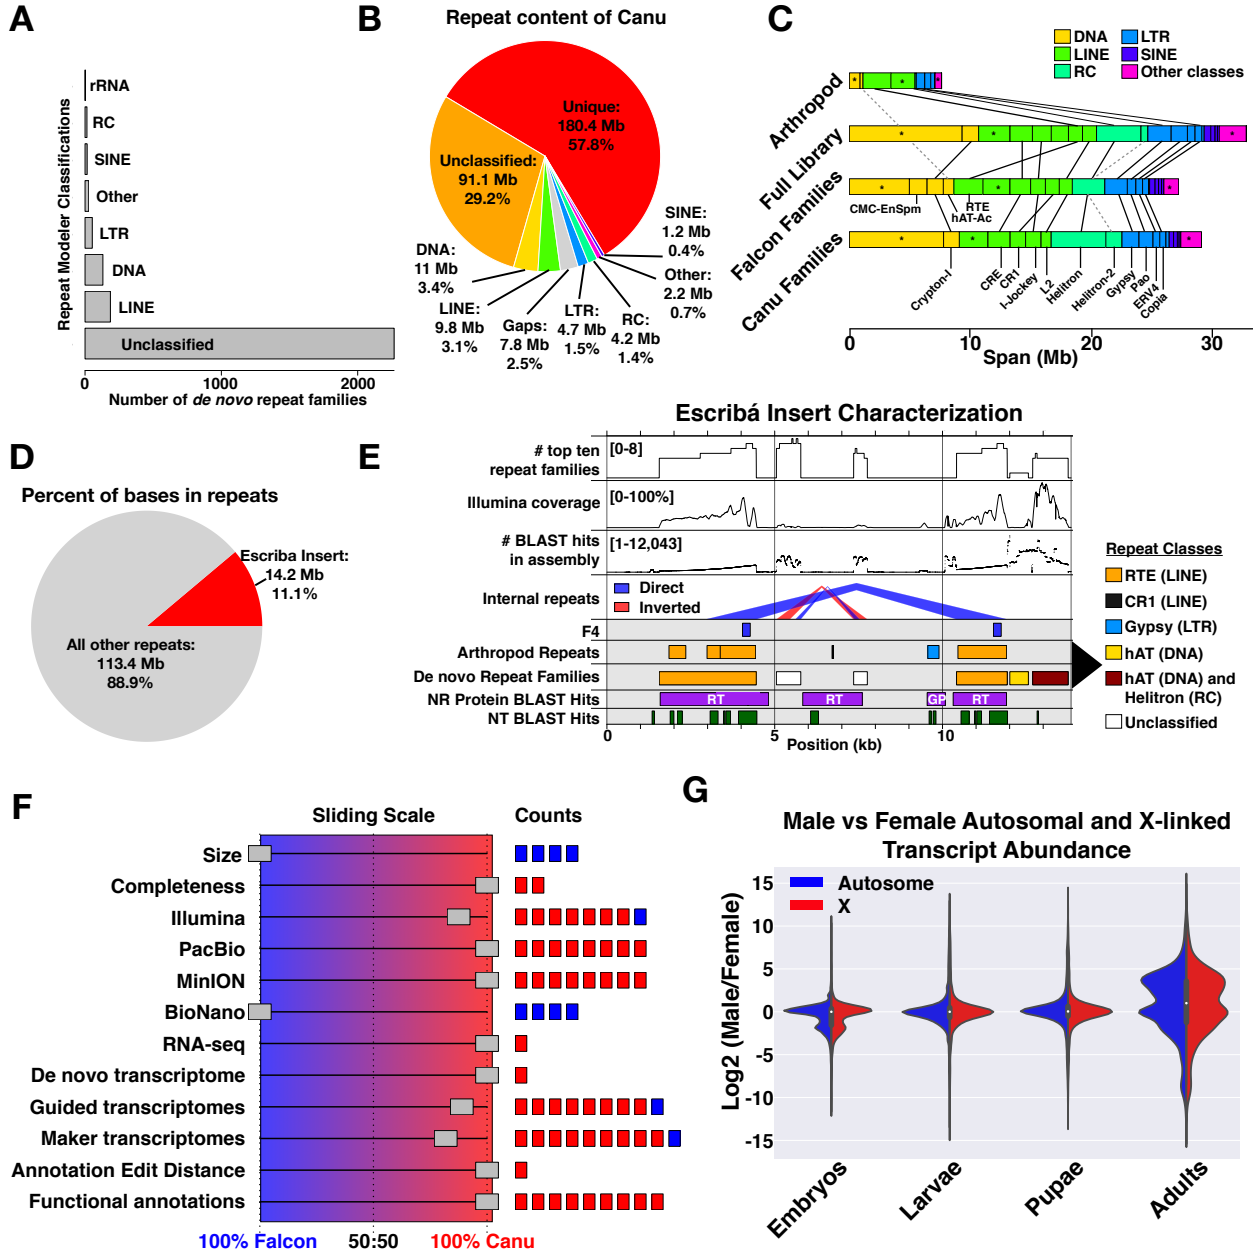 A
Repeat Modeler Classifications
rRNA
RC
SINE
Other
LTR
DNA
LINE
Unclassified
0
1000
2000
Number of de novo repeat families
B
Repeat content of Canu
Unique:
180.4 Mb
57.8%
Unclassified:
91.1 Mb
29.2%
DNA:
11 Mb
3.4%
LINE:
9.8 Mb
3.1%
Gaps:
7.8 Mb
2.5%
LTR:
4.7 Mb
1.5%
RC:
4.2 Mb
1.4%
Other:
2.2 Mb
0.7%
SINE:
1.2 Mb
0.4%
C
DNA
LINE
RC
LTR
SINE
Other classes
Arthropod
Full Library
Falcon Families
Canu Families
* *
* * *
* * *
* * *
CMC-EnSpm
RTE
hAT-Ac
Crypton-I
CRE
CR1
I-Jockey
L2
Helitron
Helitron-2
Gypsy
Pao
ERV4
Copia
0
10
20
30
Span (Mb)
D
Percent of bases in repeats
Escriba Insert:
14.2 Mb
11.1%
All other repeats:
113.4 Mb
88.9%
E
Escribá Insert Characterization
# top ten
repeat families
[0-8]
Illumina coverage
[0-100%]
# BLAST hits
in assembly
[1-12,043]
Internal repeats
Direct
Inverted
F4
Arthropod Repeats
De novo Repeat Families
NR Protein BLAST Hits
RT
RT
GP
RT
NT BLAST Hits
0
5
10
Position (kb)
Repeat Classes
RTE (LINE)
CR1 (LINE)
Gypsy (LTR)
hAT (DNA)
hAT (DNA) and
Helitron (RC)
Unclassified
F
Sliding Scale
Counts
Size
Completeness
Illumina
PacBio
MinION
BioNano
RNA-seq
De novo transcriptome
Guided transcriptomes
Maker transcriptomes
Annotation Edit Distance
Functional annotations
100% Falcon
50:50
100% Canu
G
Male vs Female Autosomal and X-linked
Transcript Abundance
Autosome
X
Log2 (Male/Female)
15
10
5
0
-5
-10
-15
Embryos
Larvae
Pupae
Adults